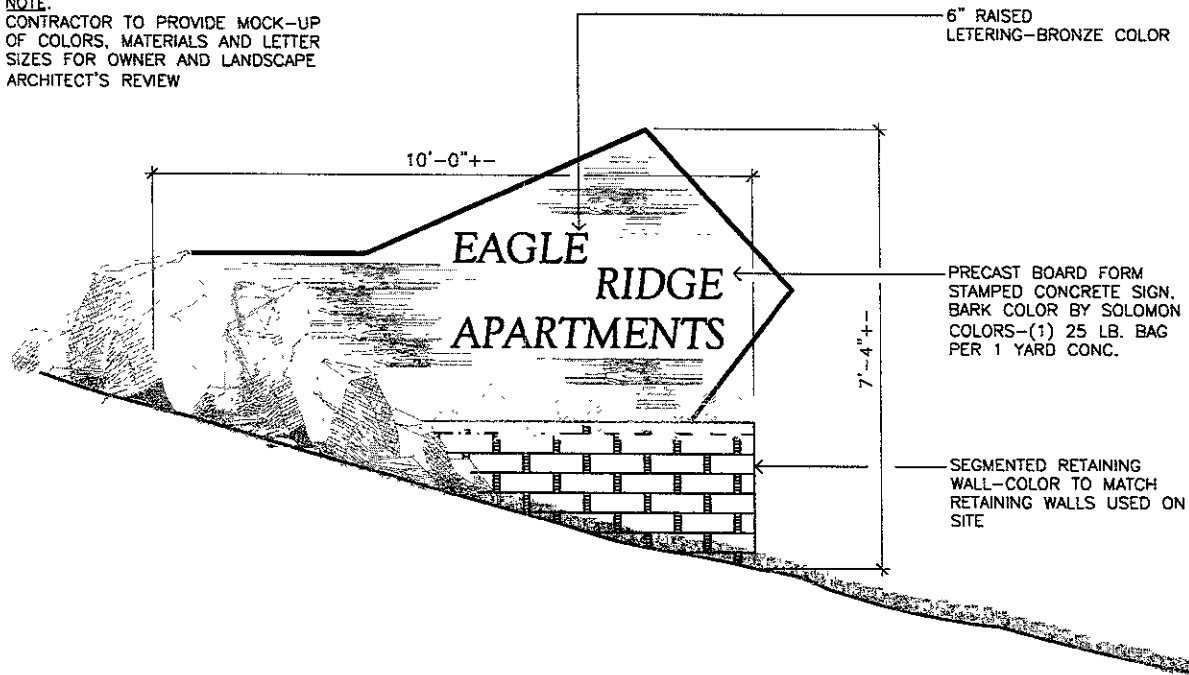 NOTE:
CONTRACTOR TO PROVIDE MOCK-UP
OF COLORS, MATERIALS AND LETTER
SIZES FOR OWNER AND LANDSCAPE
ARCHITECT'S REVIEW
6" RAISED
LETERING-BRONZE COLOR
10'-0"+-
EAGLE
RIDGE
APARTMENTS
PRECAST BOARD FORM
STAMPED CONCRETE SIGN.
BARK COLOR BY SOLOMON
COLORS-(1) 25 LB. BAG
PER 1 YARD CONC.
7'-4"+-
SEGMENTED RETAINING
WALL-COLOR TO MATCH
RETAINING WALLS USED ON
SITE